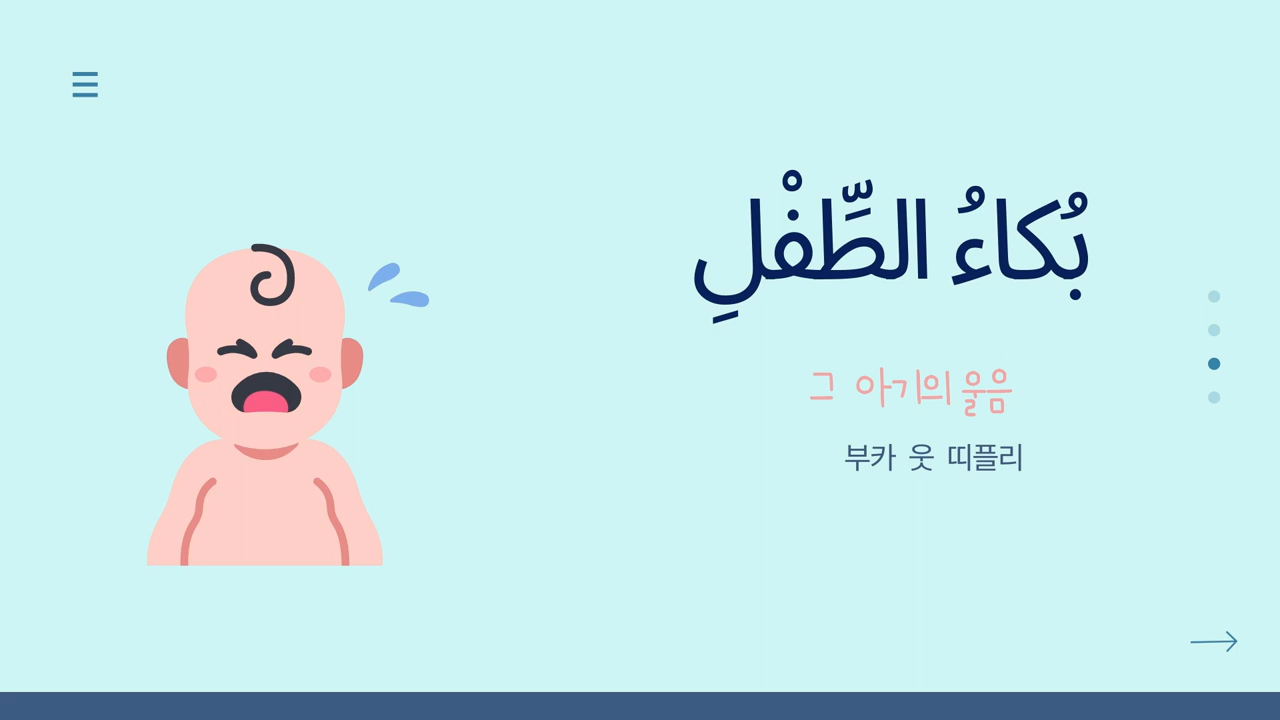 بُكاءُ الطِّفْلِ
그 아기의 울음
부카 웃 띠플리